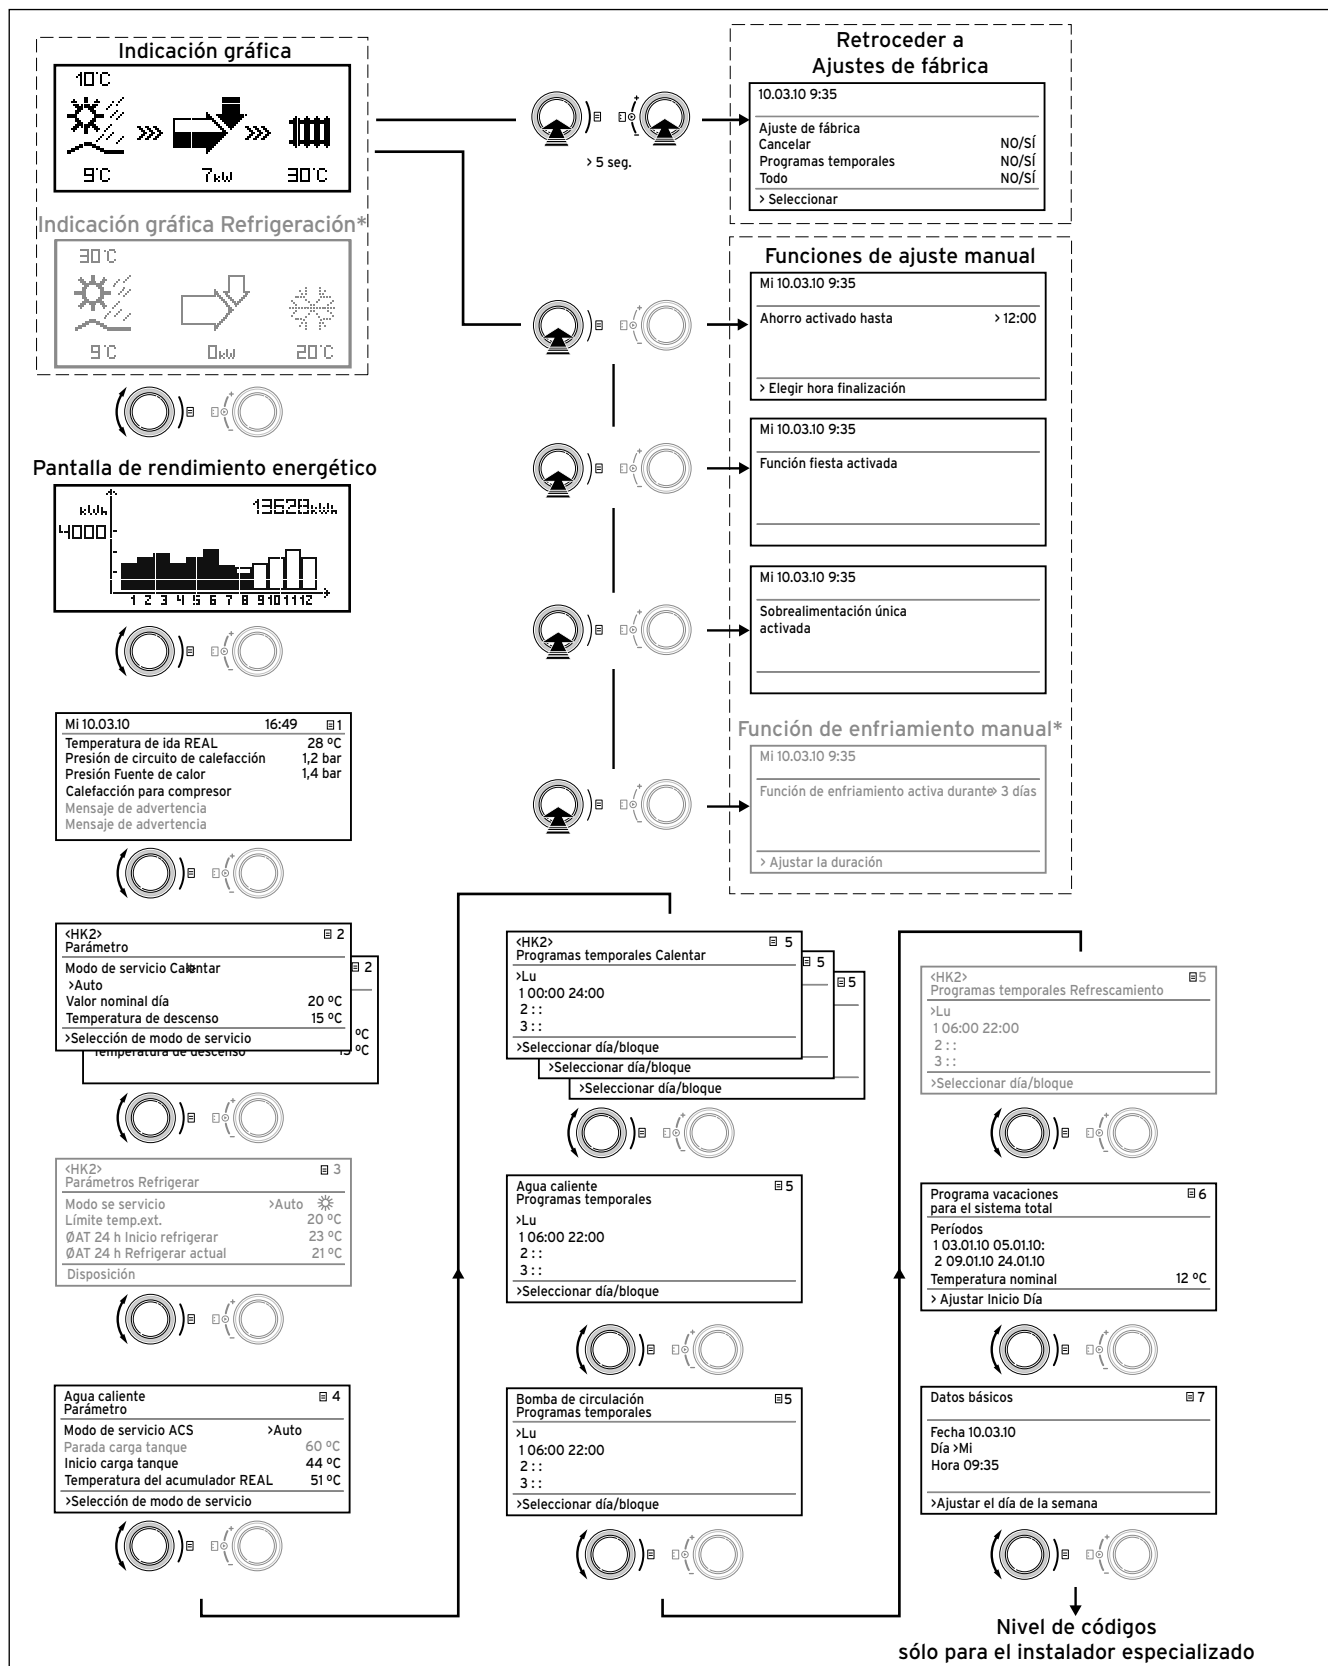 Indicación gráfica
10°C
9°C 7kW 30°C
Indicación gráfica Refrigeración*
30°C
9°C 0kW 20°C
Pantalla de rendimiento energético
kWh 13628kWh
4000
1 2 3 4 5 6 7 8 9 10 11 12
Mi 10.03.10 16:49 1
Temperatura de ida REAL 28 ºC
Presión de circuito de calefacción 1,2 bar
Presión Fuente de calor 1,4 bar
Calefacción para compresor
Mensaje de advertencia
Mensaje de advertencia
<HK2> 2
Parámetro
Modo de servicio Calentar
>Auto
Valor nominal día 20 ºC
Temperatura de descenso 15 ºC
>Selección de modo de servicio
2
ºC
Temperatura de descenso 15 ºC
<HK2> 3
Parámetros Refrigerar
Modo se servicio >Auto
Límite temp.ext. 20 ºC
ØAT 24 h Inicio refrigerar 23 ºC
ØAT 24 h Refrigerar actual 21 ºC
Disposición
Agua caliente 4
Parámetro
Modo de servicio ACS >Auto
Parada carga tanque 60 ºC
Inicio carga tanque 44 ºC
Temperatura del acumulador REAL 51 ºC
>Selección de modo de servicio
> 5 seg.
Retroceder a
Ajustes de fábrica
10.03.10 9:35
Ajuste de fábrica
Cancelar NO/SÍ
Programas temporales NO/SÍ
Todo NO/SÍ
> Seleccionar
Funciones de ajuste manual
Mi 10.03.10 9:35
Ahorro activado hasta > 12:00
> Elegir hora finalización
Mi 10.03.10 9:35
Función fiesta activada
Mi 10.03.10 9:35
Sobrealimentación única
activada
Función de enfriamiento manual*
Mi 10.03.10 9:35
Función de enfriamiento activa durante> 3 días
> Ajustar la duración
<HK2> 5
Programas temporales Calentar
>Lu
1 00:00 24:00
2 : :
3 : :
>Seleccionar día/bloque
5
>Seleccionar día/bloque
5
>Seleccionar día/bloque
Agua caliente 5
Programas temporales
>Lu
1 06:00 22:00
2 : :
3 : :
>Seleccionar día/bloque
Bomba de circulación 5
Programas temporales
>Lu
1 06:00 22:00
2 : :
3 : :
>Seleccionar día/bloque
<HK2> 5
Programas temporales Refrescamiento
>Lu
1 06:00 22:00
2 : :
3 : :
>Seleccionar día/bloque
Programa vacaciones 6
para el sistema total
Períodos
1 03.01.10 05.01.10:
2 09.01.10 24.01.10
Temperatura nominal 12 ºC
> Ajustar Inicio Día
Datos básicos 7
Fecha 10.03.10
Día >Mi
Hora 09:35
>Ajustar el día de la semana
Nivel de códigos
sólo para el instalador especializado